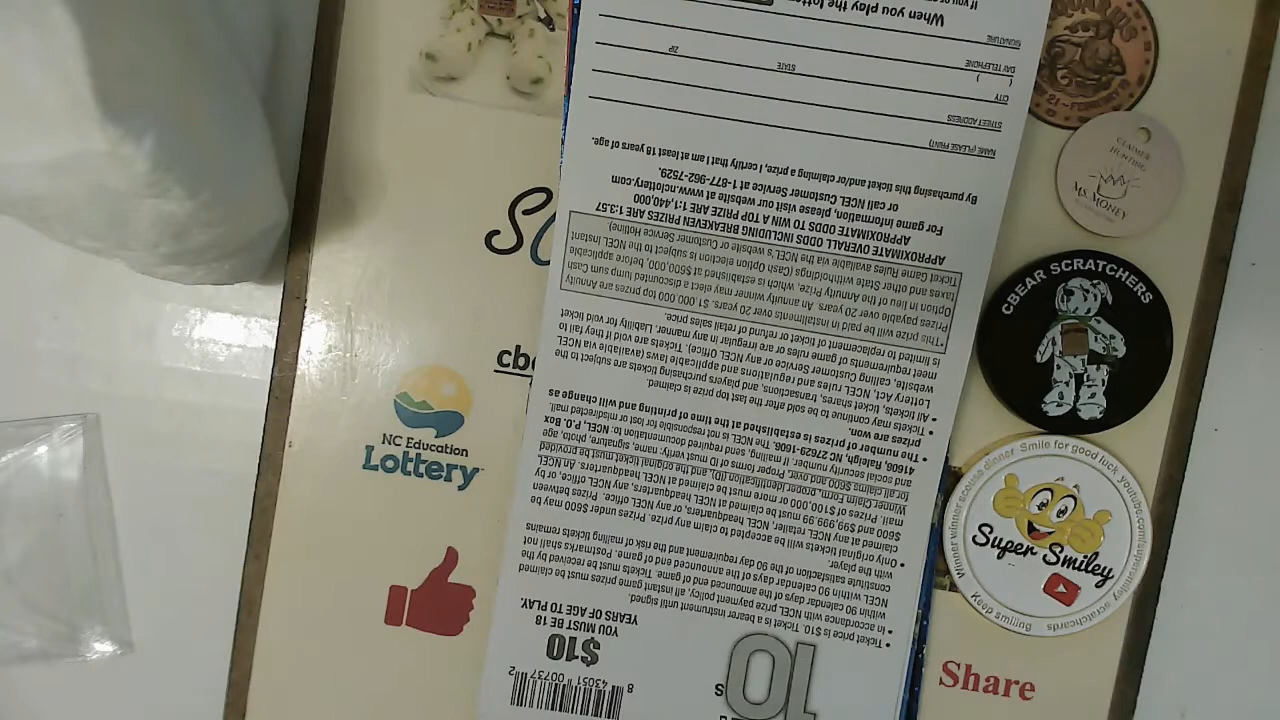 When you play the
SIGNATURE
DAY TELEPHONE
( )
CITY
STATE
ZIP
STREET ADDRESS
NAME (PLEASE PRINT)
By purchasing this ticket and/or claiming a prize, I certify that I am at least 18 years of age.
or call NCEL Customer Service at 1-877-962-7529.
For game information, please visit our website at www.nclottery.com
APPROXIMATE ODDS TO WIN A TOP PRIZE ARE 1:1,440,000
APPROXIMATE OVERALL ODDS INCLUDING BREAKEVEN PRIZES ARE 1:3.57
Ticket Game Rules available via the NCEL's website or Customer Service Hotline)
taxes and other State withholdings (Cash Option election is subject to the NCEL Instant
Option in lieu of the Annuity Prize, which is established at $600,000, before applicable
Prizes Payable over 20 years. An annuity winner may elect a discounted lump sum Cash
*This prize will be paid in installments over 20 years. $1,000,000 top prizes are Annuity
is limited to replacement of ticket or refund of retail sales price.
meet requirements of game rules or are irregular in any manner. Liability for void ticket
website, calling Customer Service or any NCEL Office). Tickets are void if they fail to
Lottery Act, NCEL rules and regulations and applicable laws (available via NCEL
• All tickets, ticket shares, transactions, and players purchasing tickets are subject to the
Tickets may continue to be sold after the last top prize is claimed.
prizes are won.
• The number of prizes is established at the time of printing and will change as
41606, Raleigh, NC 27629-1606. The NCEL is not responsible for lost or misdirected mail.
and social security number. If mailing, send required documentation to: NCEL, P.O. Box
for all claims $600 and over. Proper forms of ID must verify: name, signature, photo, age
Winner Claim Form, proper identification (ID), and the original ticket must be provided
mail. Prizes of $100,000 or more must be claimed at NCEL headquarters. An NCEL
$600 and $99,999.99 must be claimed at NCEL headquarters, any NCEL office, or by
claimed at any NCEL retailer, NCEL headquarters, or any NCEL office. Prizes between
• Only original tickets will be accepted to claim any prize. Prizes under $600 may be
with the player.
constitute satisfaction of the 90 day requirement and the risk of mailing tickets remains
NCEL within 90 calendar days of the announced end of game. Postmarks shall not
within 90 calendar days of the announced end of game. Tickets must be received by the
• In accordance with NCEL prize payment policy, all instant game prizes must be claimed
• Ticket price is $10. Ticket is a bearer instrument until signed.
YOU MUST BE 18
YEARS OF AGE TO PLAY.
$10
10
8 43051 00737 2
NC Education
Lottery
CLAIMER
HUNTING
MS. MONEY
CBEAR SCRATCHERS
Winner winner scottie dinner Smile for good luck youtube.com/supersmiley scratchcards Keep smiling
Super Smiley
Share